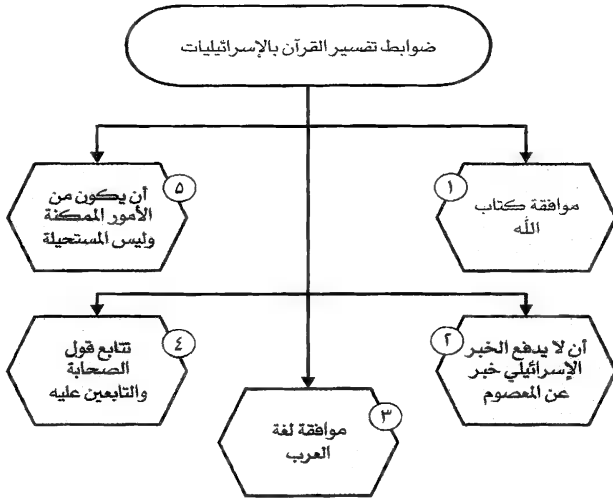 ضوابط تفسير القرآن بالإسرائيليات
١
موافقة كتاب
الله
٢
أن لا يدفع الخبر
الإسرائيلي خبر
عن المعصوم
٣
موافقة لغة
العرب
٤
تتابع قول
الصحابة
والتابعين عليه
٥
أن يكون من
الأمور الممكنة
وليس المستحيلة